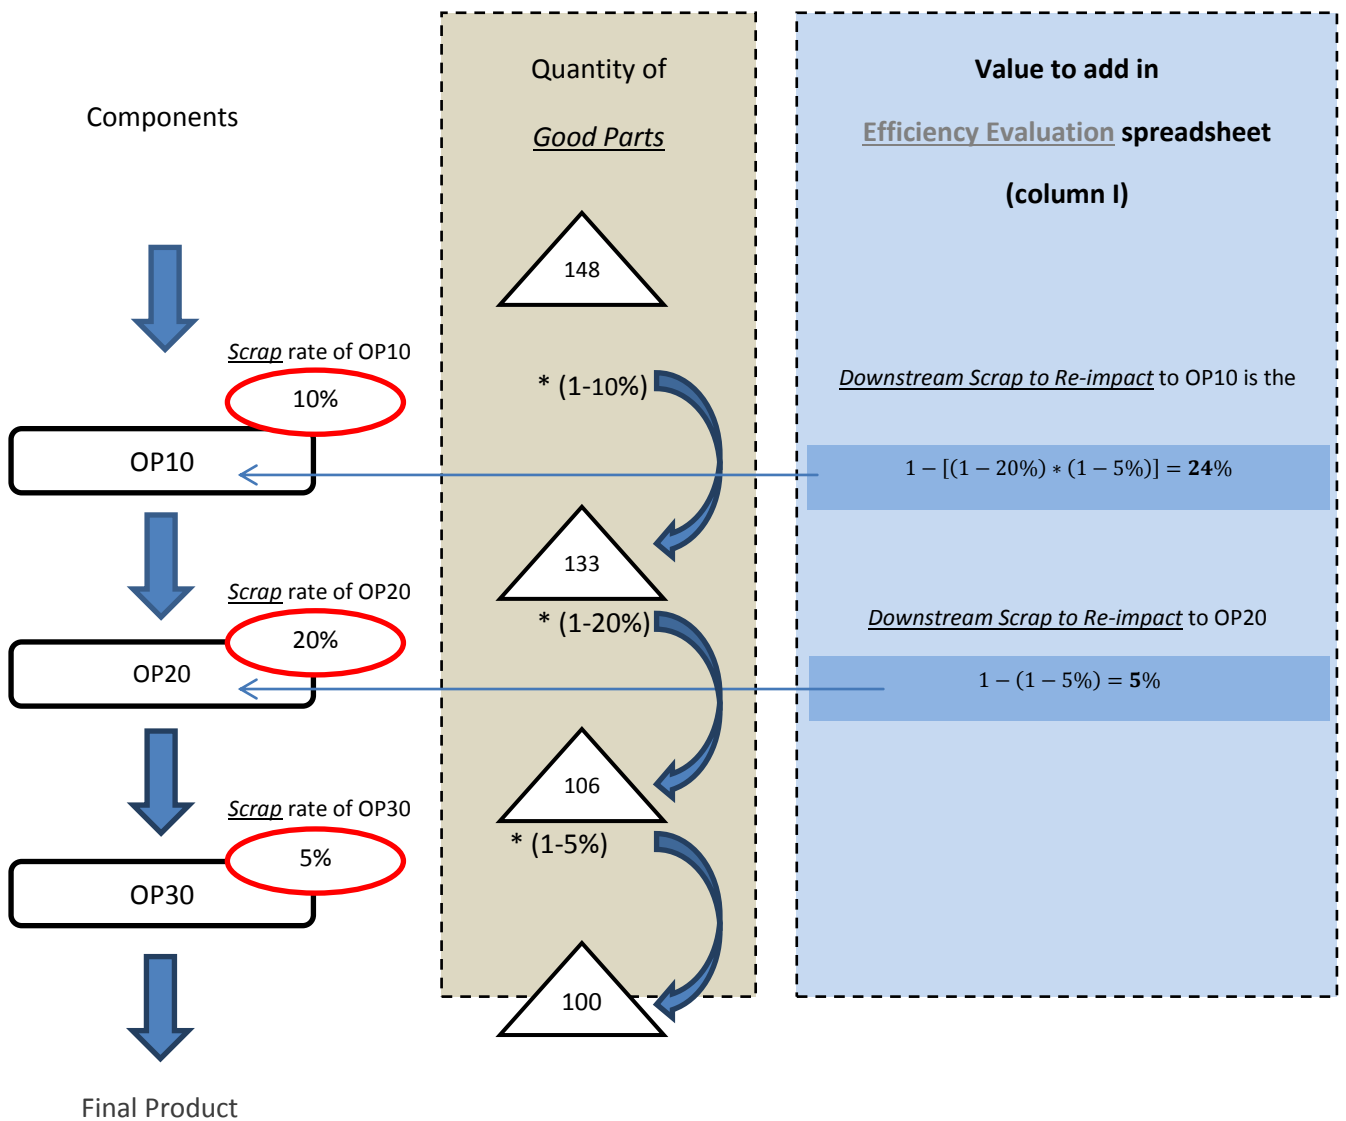 Components
Quantity of
Good Parts
Value to add in
Efficiency Evaluation spreadsheet
(column I)
148
Scrap rate of OP10
10%
* (1-10%)
Downstream Scrap to Re-impact to OP10 is the
OP10
1 − [(1 − 20%) ∗ (1 − 5%)] = 24%
133
Scrap rate of OP20
20%
* (1-20%)
Downstream Scrap to Re-impact to OP20
OP20
1 − (1 − 5%) = 5%
106
Scrap rate of OP30
5%
* (1-5%)
OP30
100
Final Product